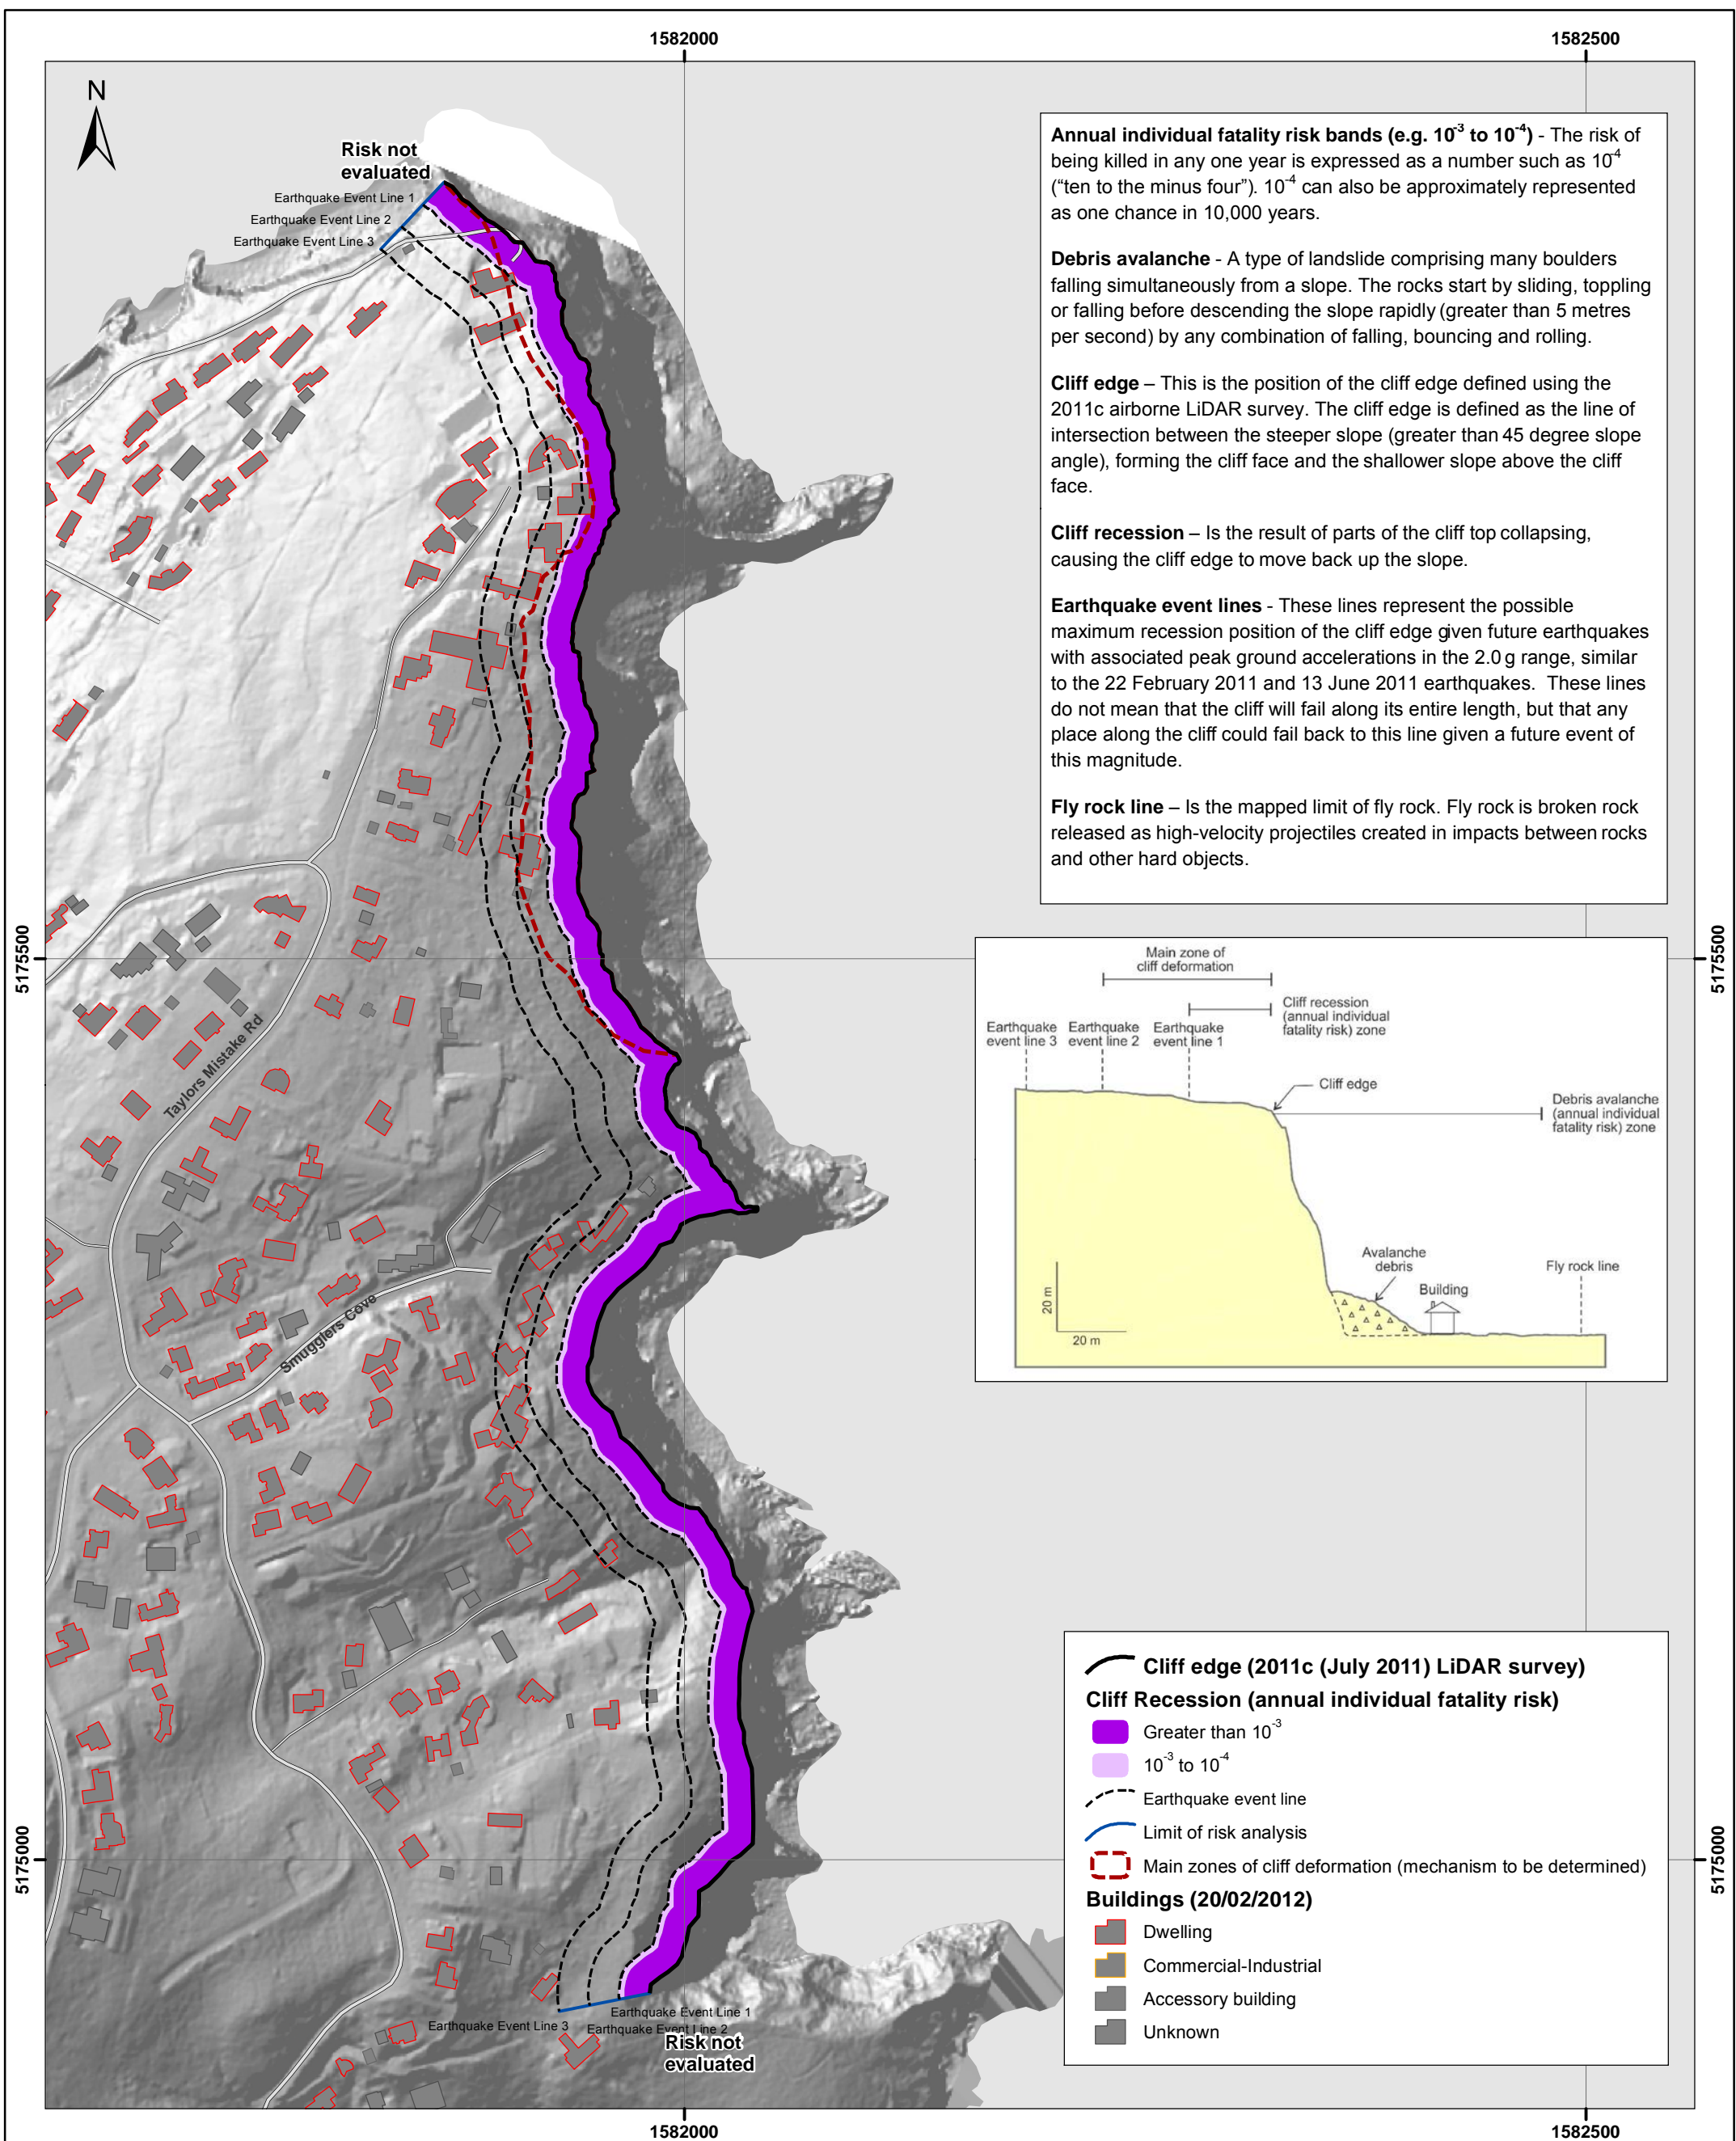 1582000
1582500
N
Risk not
evaluated
Earthquake Event Line 1
Earthquake Event Line 2
Earthquake Event Line 3
Annual individual fatality risk bands (e.g. 10⁻³ to 10⁻⁴) - The risk of
being killed in any one year is expressed as a number such as 10⁻⁴
(“ten to the minus four”). 10⁻⁴ can also be approximately represented
as one chance in 10,000 years.
Debris avalanche - A type of landslide comprising many boulders
falling simultaneously from a slope. The rocks start by sliding, toppling
or falling before descending the slope rapidly (greater than 5 metres
per second) by any combination of falling, bouncing and rolling.
Cliff edge – This is the position of the cliff edge defined using the
2011c airborne LiDAR survey. The cliff edge is defined as the line of
intersection between the steeper slope (greater than 45 degree slope
angle), forming the cliff face and the shallower slope above the cliff
face.
Cliff recession – Is the result of parts of the cliff top collapsing,
causing the cliff edge to move back up the slope.
Earthquake event lines - These lines represent the possible
maximum recession position of the cliff edge given future earthquakes
with associated peak ground accelerations in the 2.0 g range, similar
to the 22 February 2011 and 13 June 2011 earthquakes. These lines
do not mean that the cliff will fail along its entire length, but that any
place along the cliff could fail back to this line given a future event of
this magnitude.
Fly rock line – Is the mapped limit of fly rock. Fly rock is broken rock
released as high-velocity projectiles created in impacts between rocks
and other hard objects.
5175500
5175500
Main zone of
cliff deformation
Cliff recession
(annual individual
fatality risk) zone
Earthquake
event line 3
Earthquake
event line 2
Earthquake
event line 1
Cliff edge
Debris avalanche
(annual individual
fatality risk) zone
Avalanche
debris
Building
Fly rock line
20 m
20 m
Taylors Mistake Rd
Smugglers Cove
Cliff edge (2011c (July 2011) LiDAR survey)
Cliff Recession (annual individual fatality risk)
Greater than 10⁻³
10⁻³ to 10⁻⁴
Earthquake event line
Limit of risk analysis
Main zones of cliff deformation (mechanism to be determined)
Buildings (20/02/2012)
Dwelling
Commercial-Industrial
Accessory building
Unknown
5175000
5175000
Earthquake Event Line 1
Earthquake Event Line 3
Earthquake Event Line 2
Risk not
evaluated
1582000
1582500